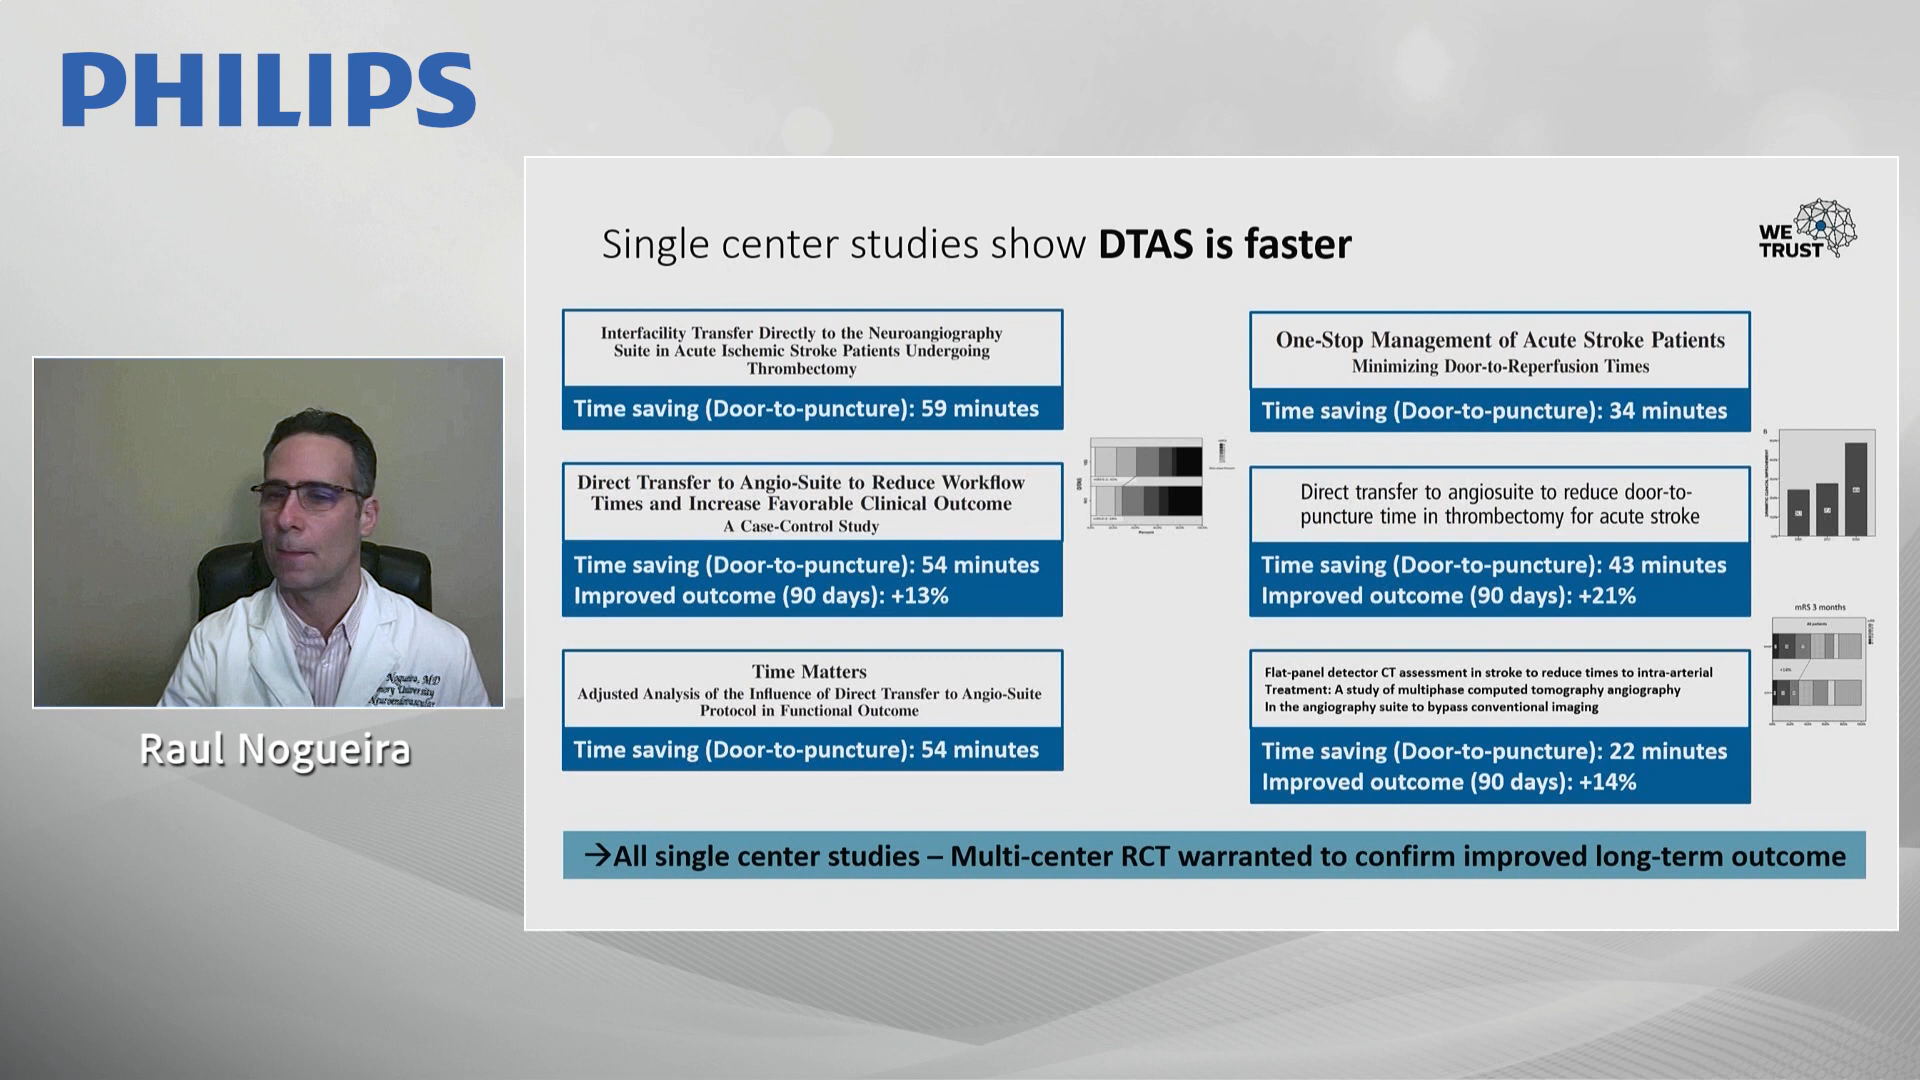 PHILIPS
Single center studies show DTAS is faster
WE
TRUST
Interfacility Transfer Directly to the Neuroangiography
Suite in Acute Ischemic Stroke Patients Undergoing
Thrombectomy
Time saving (Door-to-puncture): 59 minutes
Direct Transfer to Angio-Suite to Reduce Workflow
Times and Increase Favorable Clinical Outcome
A Case-Control Study
Time saving (Door-to-puncture): 54 minutes
Improved outcome (90 days): +13%
Time Matters
Adjusted Analysis of the Influence of Direct Transfer to Angio-Suite
Protocol in Functional Outcome
Time saving (Door-to-puncture): 54 minutes
One-Stop Management of Acute Stroke Patients
Minimizing Door-to-Reperfusion Times
Time saving (Door-to-puncture): 34 minutes
Direct transfer to angiosuite to reduce door-to-
puncture time in thrombectomy for acute stroke
Time saving (Door-to-puncture): 43 minutes
Improved outcome (90 days): +21%
mRS 3 months
All patients
Flat-panel detector CT assessment in stroke to reduce times to intra-arterial
Treatment: A study of multiphase computed tomography angiography
In the angiography suite to bypass conventional imaging
Time saving (Door-to-puncture): 22 minutes
Improved outcome (90 days): +14%
→All single center studies – Multi-center RCT warranted to confirm improved long-term outcome
Nogueira, MD
University
Neuroendovascular
Raul Nogueira